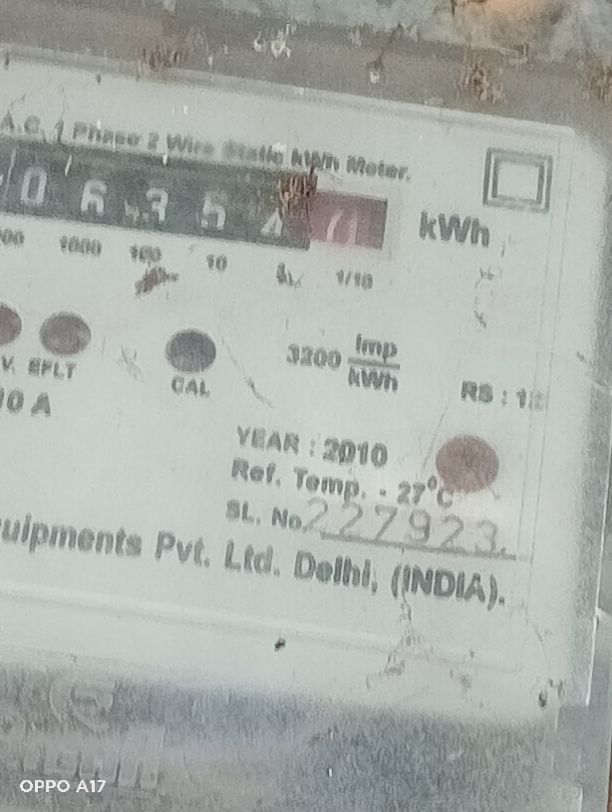 A.C. 1 Phase 2 Wire Static kWh Meter.
0 6 3 5 4
kWh
1000 100 10 1/10
3200 imp
kWh
EFLT
CAL
RS : 12
10 A
YEAR : 2010
Ref. Temp. - 27°C
SL. No. 227923.
uipments Pvt. Ltd. Delhi, (INDIA).
OPPO A17